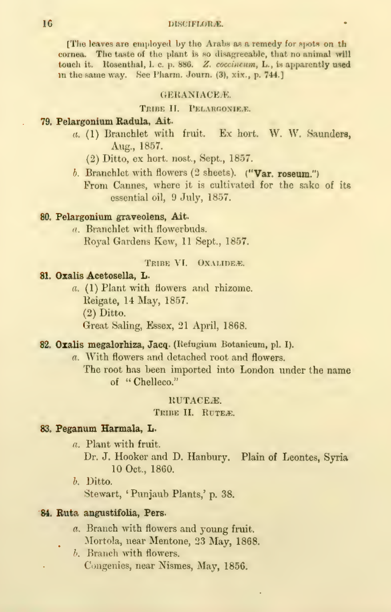 16 DISCIFLORÆ.
[The leaves are employed by the Arabs as a remedy for spots on th
cornea. The taste of the plant is so disagreeable, that no animal will
touch it. Rosenthal, l. c. p. 886. Z. coccineum, L., is apparently used
in the same way. See Pharm. Journ. (3), xix., p. 744.]
GERANIACEÆ.
TRIBE II. PELARGONIEÆ.
79. Pelargonium Radula, Ait.
a. (1) Branchlet with fruit. Ex hort. W. W. Saunders,
Aug., 1857.
(2) Ditto, ex hort. nost., Sept., 1857.
b. Branchlet with flowers (2 sheets). ("Var. roseum.")
From Cannes, where it is cultivated for the sake of its
essential oil, 9 July, 1857.
80. Pelargonium graveolens, Ait.
a. Branchlet with flowerbuds.
Royal Gardens Kew, 11 Sept., 1857.
TRIBE VI. OXALIDEÆ.
81. Oxalis Acetosella, L.
a. (1) Plant with flowers and rhizome.
Reigate, 14 May, 1857.
(2) Ditto.
Great Saling, Essex, 21 April, 1868.
82. Oxalis megalorhiza, Jacq. (Refugium Botanicum, pl. I).
a. With flowers and detached root and flowers.
The root has been imported into London under the name
of "Chelleco."
RUTACEÆ.
TRIBE II. RUTEÆ.
83. Peganum Harmala, L.
a. Plant with fruit.
Dr. J. Hooker and D. Hanbury. Plain of Leontes, Syria
10 Oct., 1860.
b. Ditto.
Stewart, 'Punjaub Plants,' p. 38.
84. Ruta angustifolia, Pers.
a. Branch with flowers and young fruit.
Mortola, near Mentone, 23 May, 1868.
b. Branch with flowers.
Congenies, near Nismes, May, 1856.